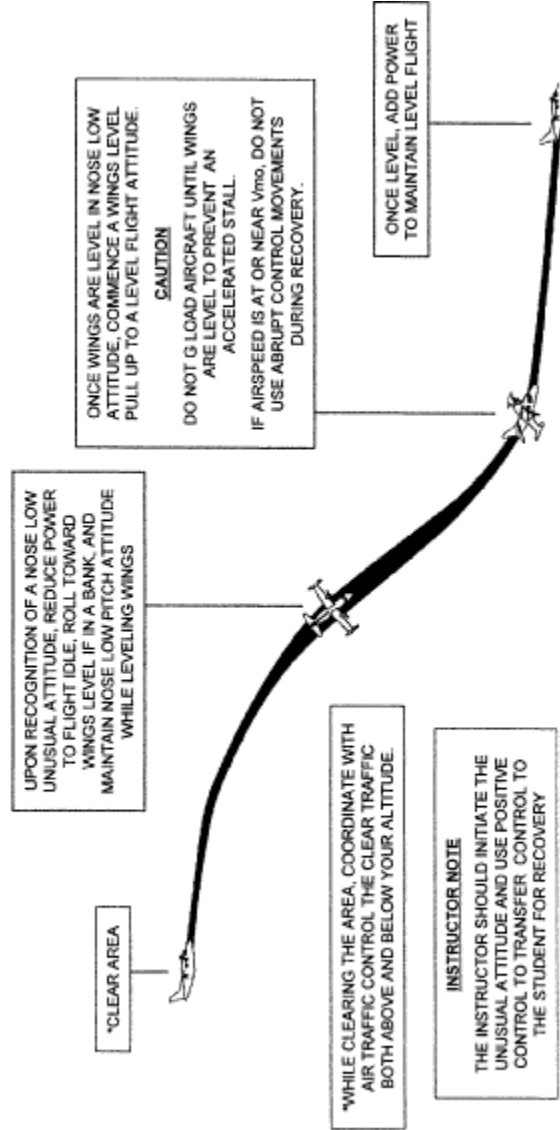 *CLEAR AREA
UPON RECOGNITION OF A NOSE LOW
UNUSUAL ATTITUDE, REDUCE POWER
TO FLIGHT IDLE, ROLL TOWARD
WINGS LEVEL IF IN A BANK, AND
MAINTAIN NOSE LOW PITCH ATTITUDE
WHILE LEVELING WINGS
ONCE WINGS ARE LEVEL IN NOSE LOW
ATTITUDE, COMMENCE A WINGS LEVEL
PULL UP TO A LEVEL FLIGHT ATTITUDE.
CAUTION
DO NOT G LOAD AIRCRAFT UNTIL WINGS
ARE LEVEL TO PREVENT AN
ACCELERATED STALL.
IF AIRSPEED IS AT OR NEAR Vmo, DO NOT
USE ABRUPT CONTROL MOVEMENTS
DURING RECOVERY.
ONCE LEVEL, ADD POWER
TO MAINTAIN LEVEL FLIGHT
*WHILE CLEARING THE AREA, COORDINATE WITH
AIR TRAFFIC CONTROL THE CLEAR TRAFFIC
BOTH ABOVE AND BELOW YOUR ALTITUDE.
INSTRUCTOR NOTE
THE INSTRUCTOR SHOULD INITIATE THE
UNUSUAL ATTITUDE AND USE POSITIVE
CONTROL TO TRANSFER CONTROL TO
THE STUDENT FOR RECOVERY